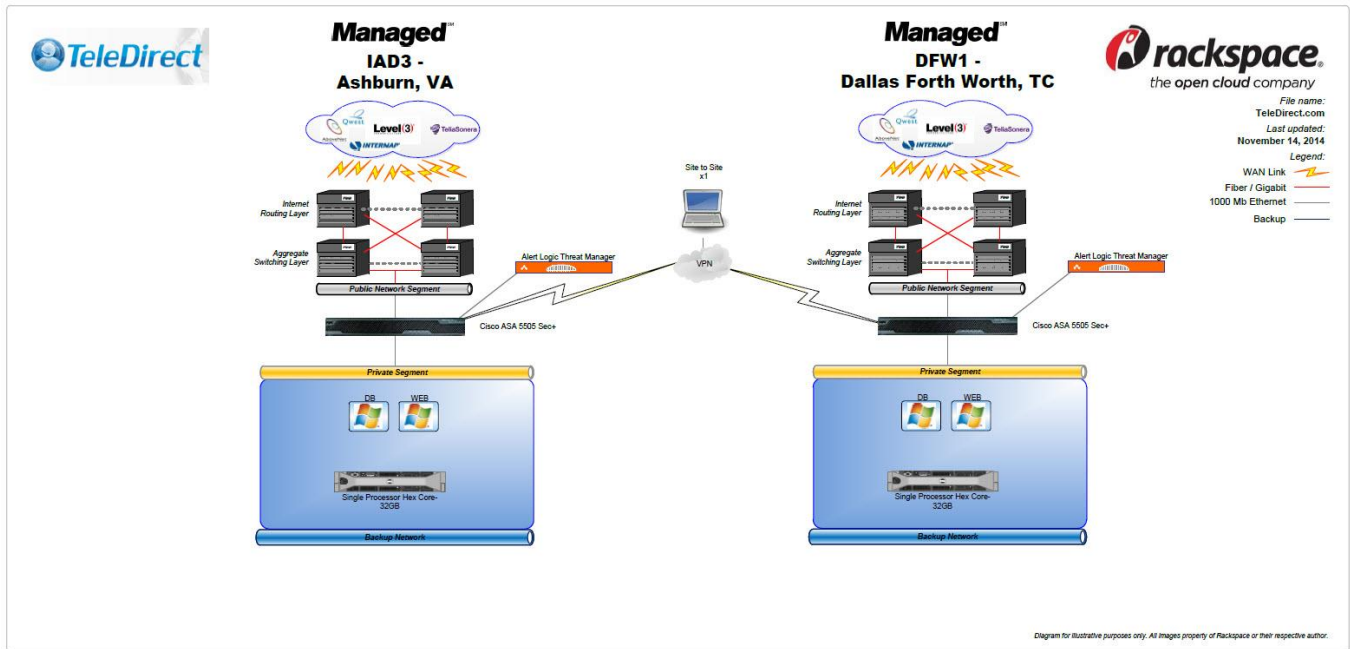 TeleDirect
Managed℠
IAD3 -
Ashburn, VA
Qwest
AboveNet
Level(3)
TeliaSonera
INTERNAP
Internet
Routing Layer
Aggregate
Switching Layer
Public Network Segment
Alert Logic Threat Manager
Cisco ASA 5505 Sec+
Private Segment
DB
WEB
Single Processor Hex Core-
32GB
Backup Network
Site to Site
x1
VPN
Managed℠
DFW1 -
Dallas Forth Worth, TC
Qwest
AboveNet
Level(3)
TeliaSonera
INTERNAP
Internet
Routing Layer
Aggregate
Switching Layer
Public Network Segment
Alert Logic Threat Manager
Cisco ASA 5505 Sec+
Private Segment
DB
WEB
Single Processor Hex Core-
32GB
Backup Network
rackspace®
the open cloud company
File name:
TeleDirect.com
Last updated:
November 14, 2014
Legend:
WAN Link
Fiber / Gigabit
1000 Mb Ethernet
Backup
Diagram for illustrative purposes only. All images property of Rackspace or their respective author.